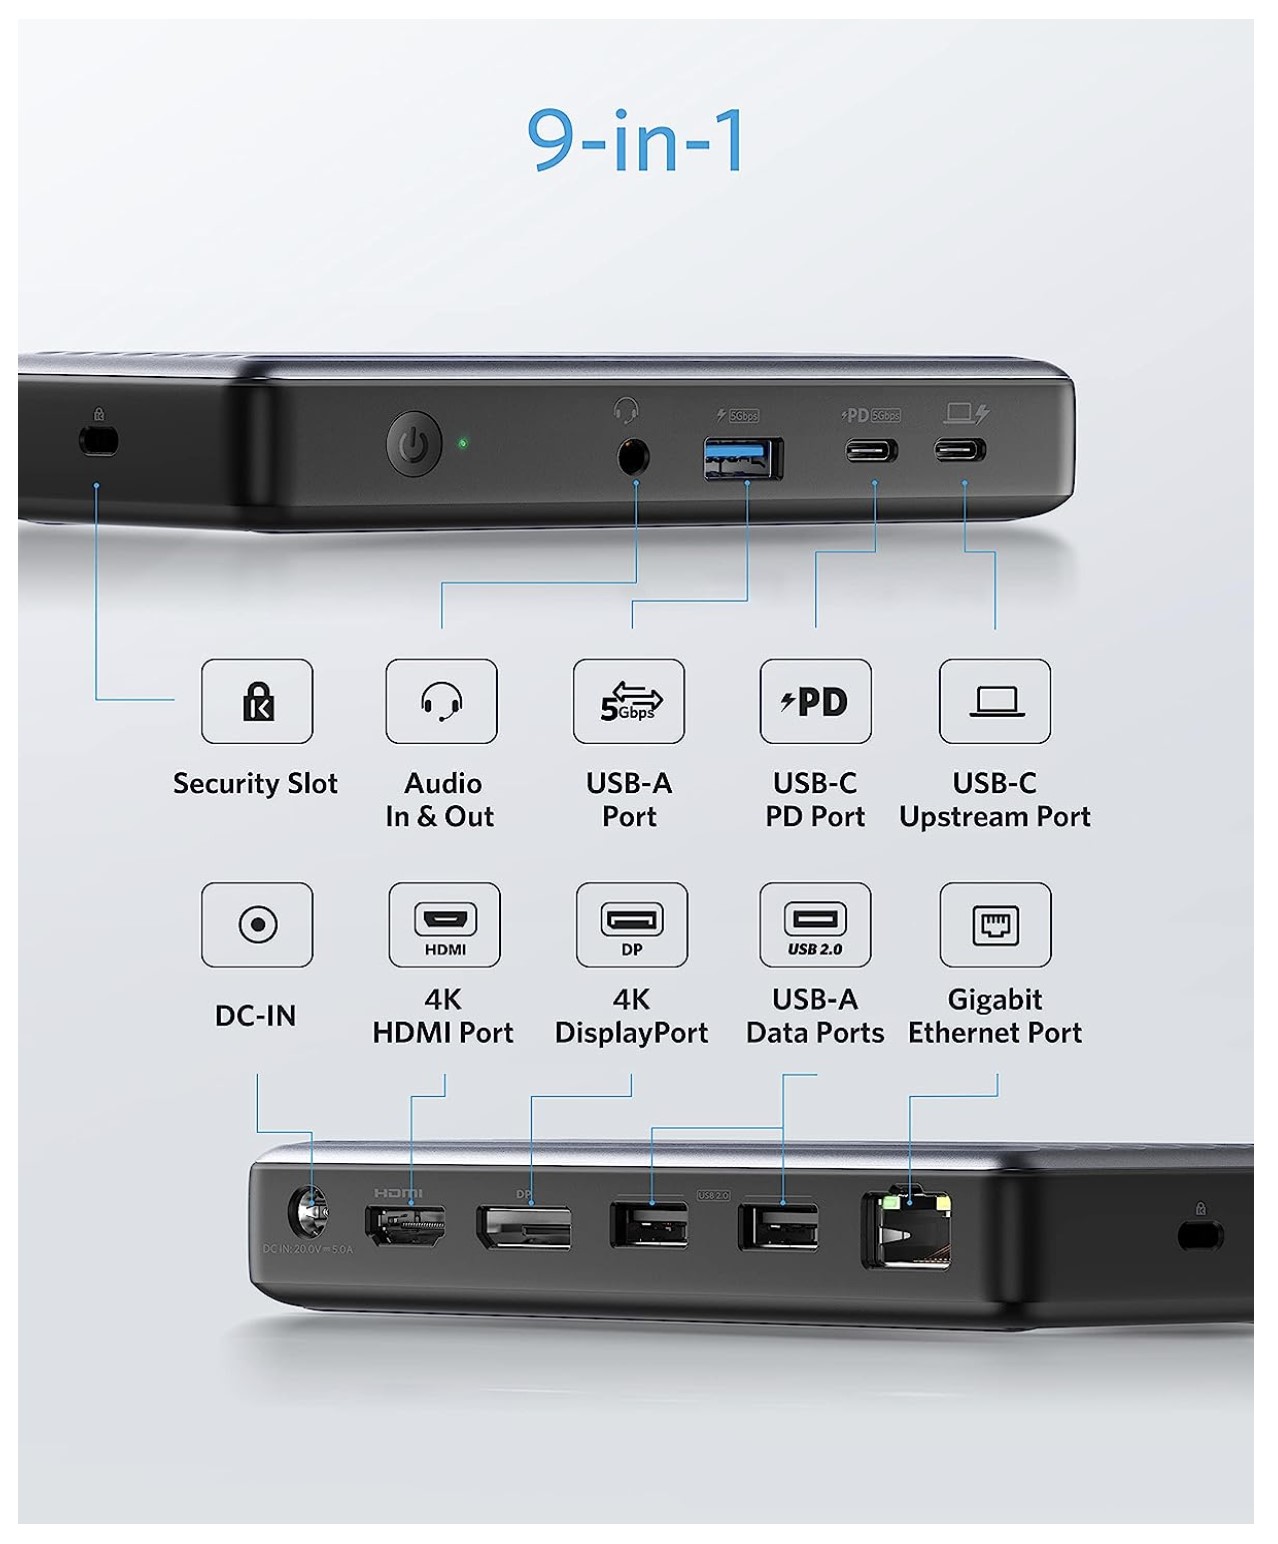 9-in-1
5Gbps
PD 5Gbps
5Gbps
PD
Security Slot
Audio
In & Out
USB-A
Port
USB-C
PD Port
USB-C
Upstream Port
HDMI
DP
USB 2.0
DC-IN
4K
HDMI Port
4K
DisplayPort
USB-A
Data Ports
Gigabit
Ethernet Port
HDMI
DP
USB 2.0
DC IN:20.0V⎓5.0A